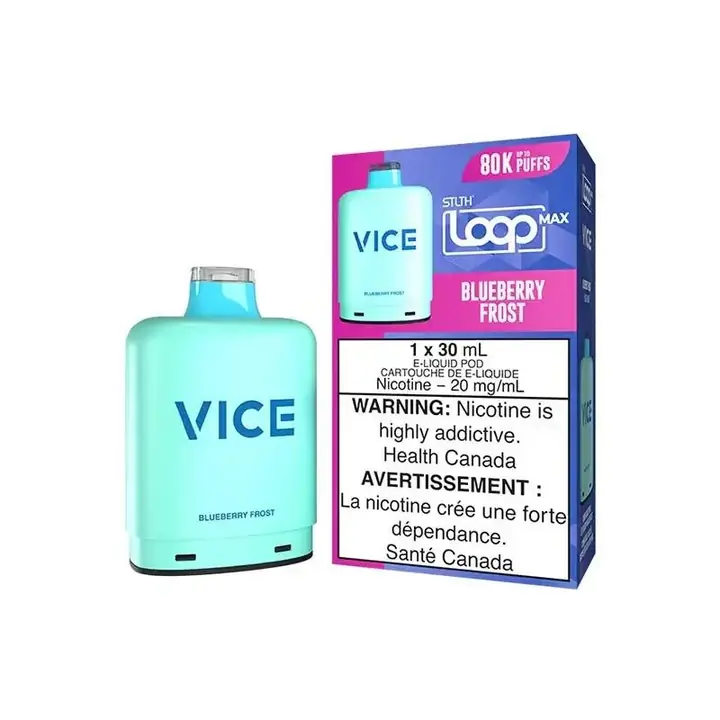 VICE
BLUEBERRY FROST
80K UP TO PUFFS
STLTH
Loop MAX
VICE
BLUEBERRY FROST
BLUEBERRY
FROST
VICE
1 x 30 mL
E-LIQUID POD
CARTOUCHE DE E-LIQUIDE
Nicotine – 20 mg/mL
WARNING: Nicotine is
highly addictive.
Health Canada
AVERTISSEMENT :
La nicotine crée une forte
dépendance.
Santé Canada